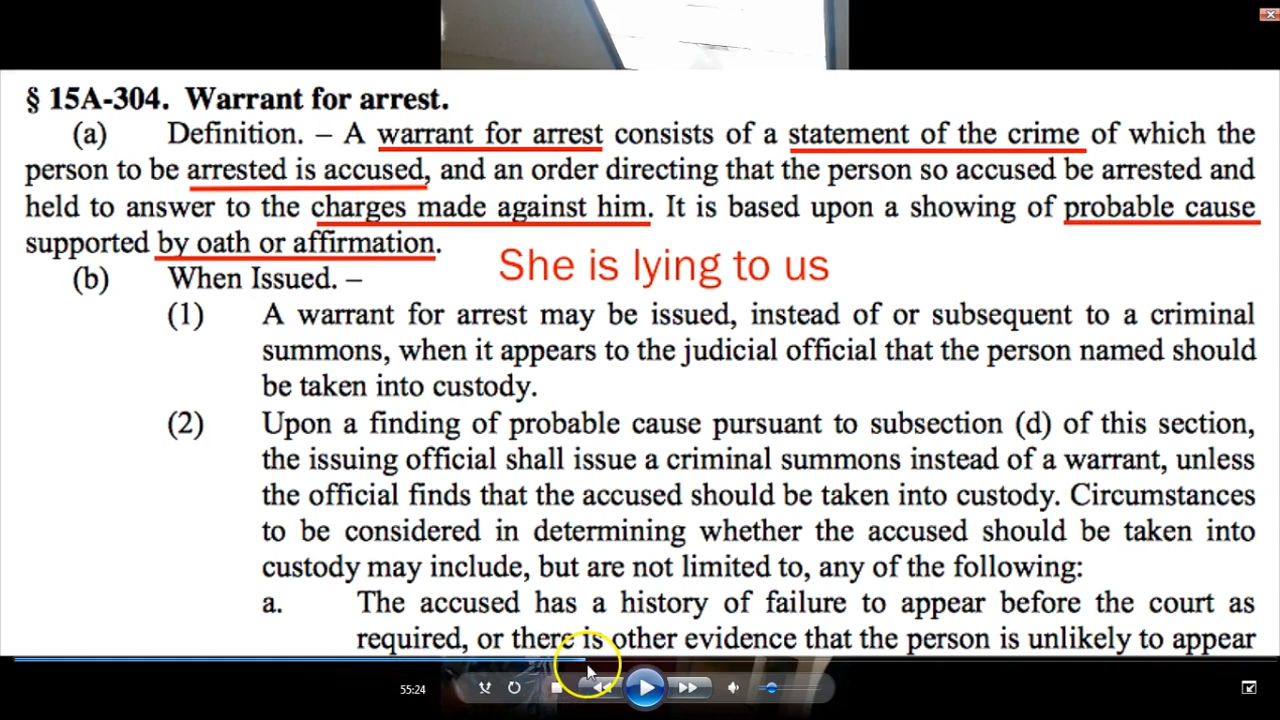 § 15A-304. Warrant for arrest.
(a) Definition. – A warrant for arrest consists of a statement of the crime of which the
person to be arrested is accused, and an order directing that the person so accused be arrested and
held to answer to the charges made against him. It is based upon a showing of probable cause
supported by oath or affirmation.
She is lying to us
(b) When Issued. –
(1) A warrant for arrest may be issued, instead of or subsequent to a criminal
summons, when it appears to the judicial official that the person named should
be taken into custody.
(2) Upon a finding of probable cause pursuant to subsection (d) of this section,
the issuing official shall issue a criminal summons instead of a warrant, unless
the official finds that the accused should be taken into custody. Circumstances
to be considered in determining whether the accused should be taken into
custody may include, but are not limited to, any of the following:
a. The accused has a history of failure to appear before the court as
required, or there is other evidence that the person is unlikely to appear
55:24